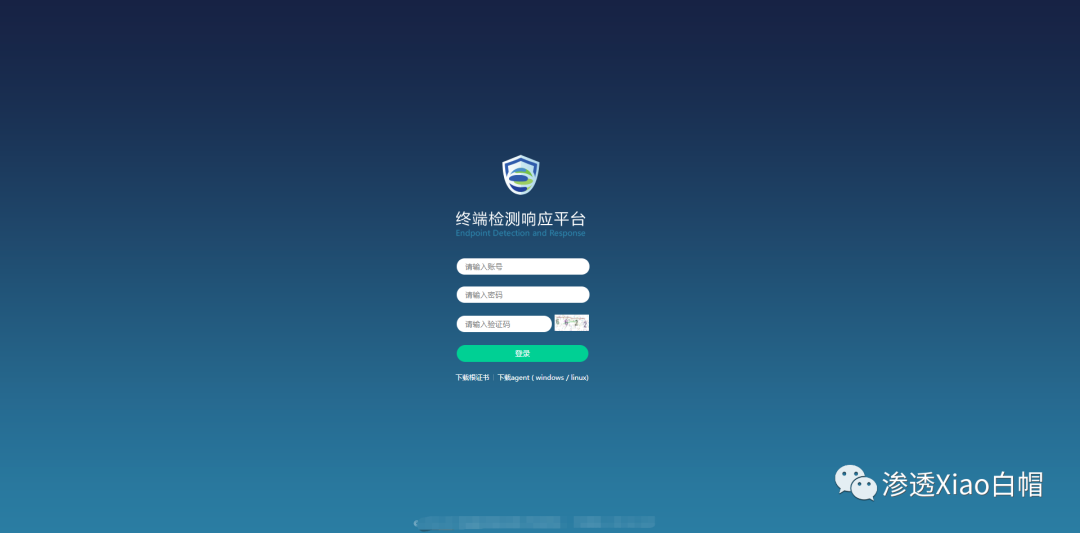 终端检测响应平台
Endpoint Detection and Response
请输入账号
请输入密码
请输入验证码
登录
下载根证书 | 下载agent ( windows / linux)
渗透Xiao白帽